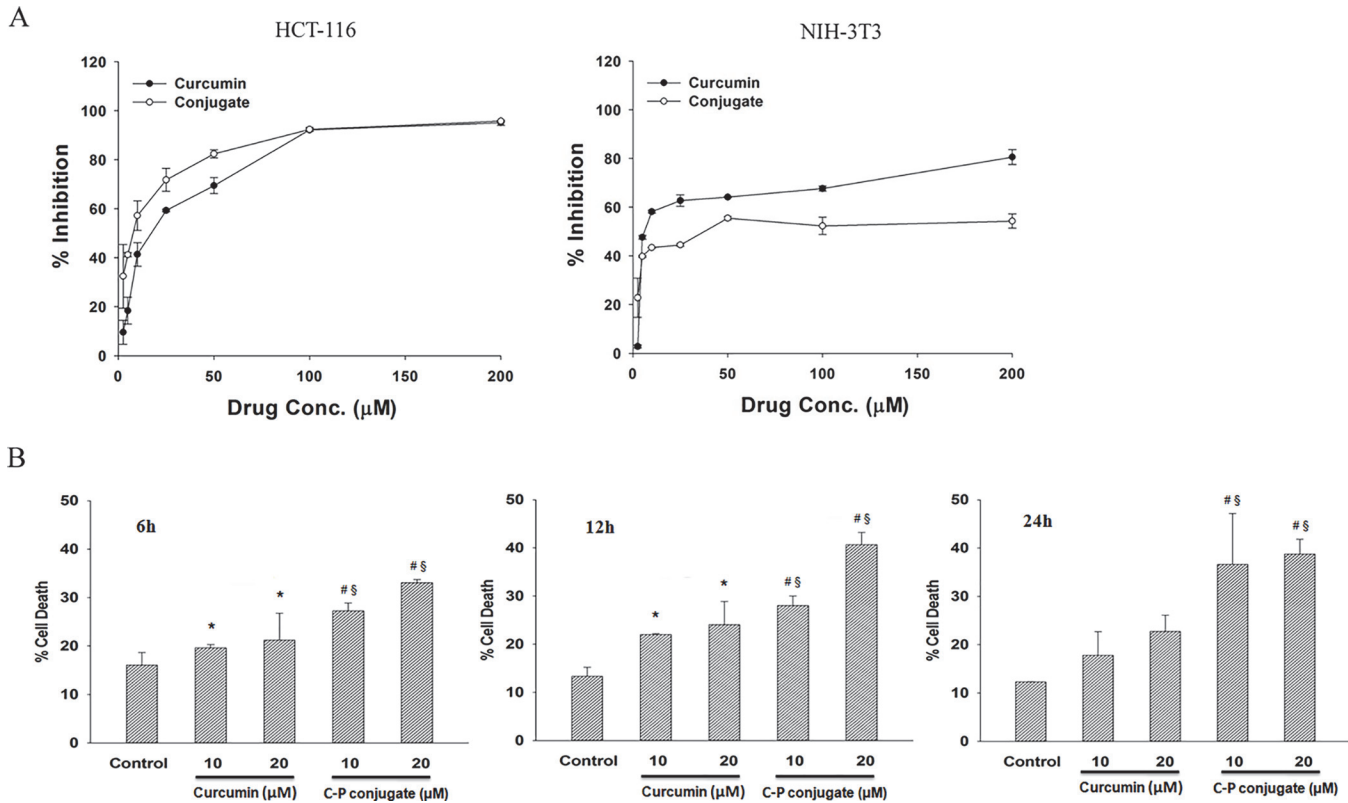 A
HCT-116
NIH-3T3
120
100
80
60
40
20
0
% Inhibition
Curcumin
Conjugate
0 50 100 150 200
Drug Conc. (μM)
120
100
80
60
40
20
0
% Inhibition
Curcumin
Conjugate
0 50 100 150 200
Drug Conc. (μM)
B
50
40
30
20
10
0
% Cell Death
6h
*
*
# §
# §
Control 10 20 10 20
Curcumin (μM) C-P conjugate (μM)
50
40
30
20
10
0
% Cell Death
12h
*
*
# §
# §
Control 10 20 10 20
Curcumin (μM) C-P conjugate (μM)
50
40
30
20
10
0
% Cell Death
24h
# §
# §
Control 10 20 10 20
Curcumin (μM) C-P conjugate (μM)